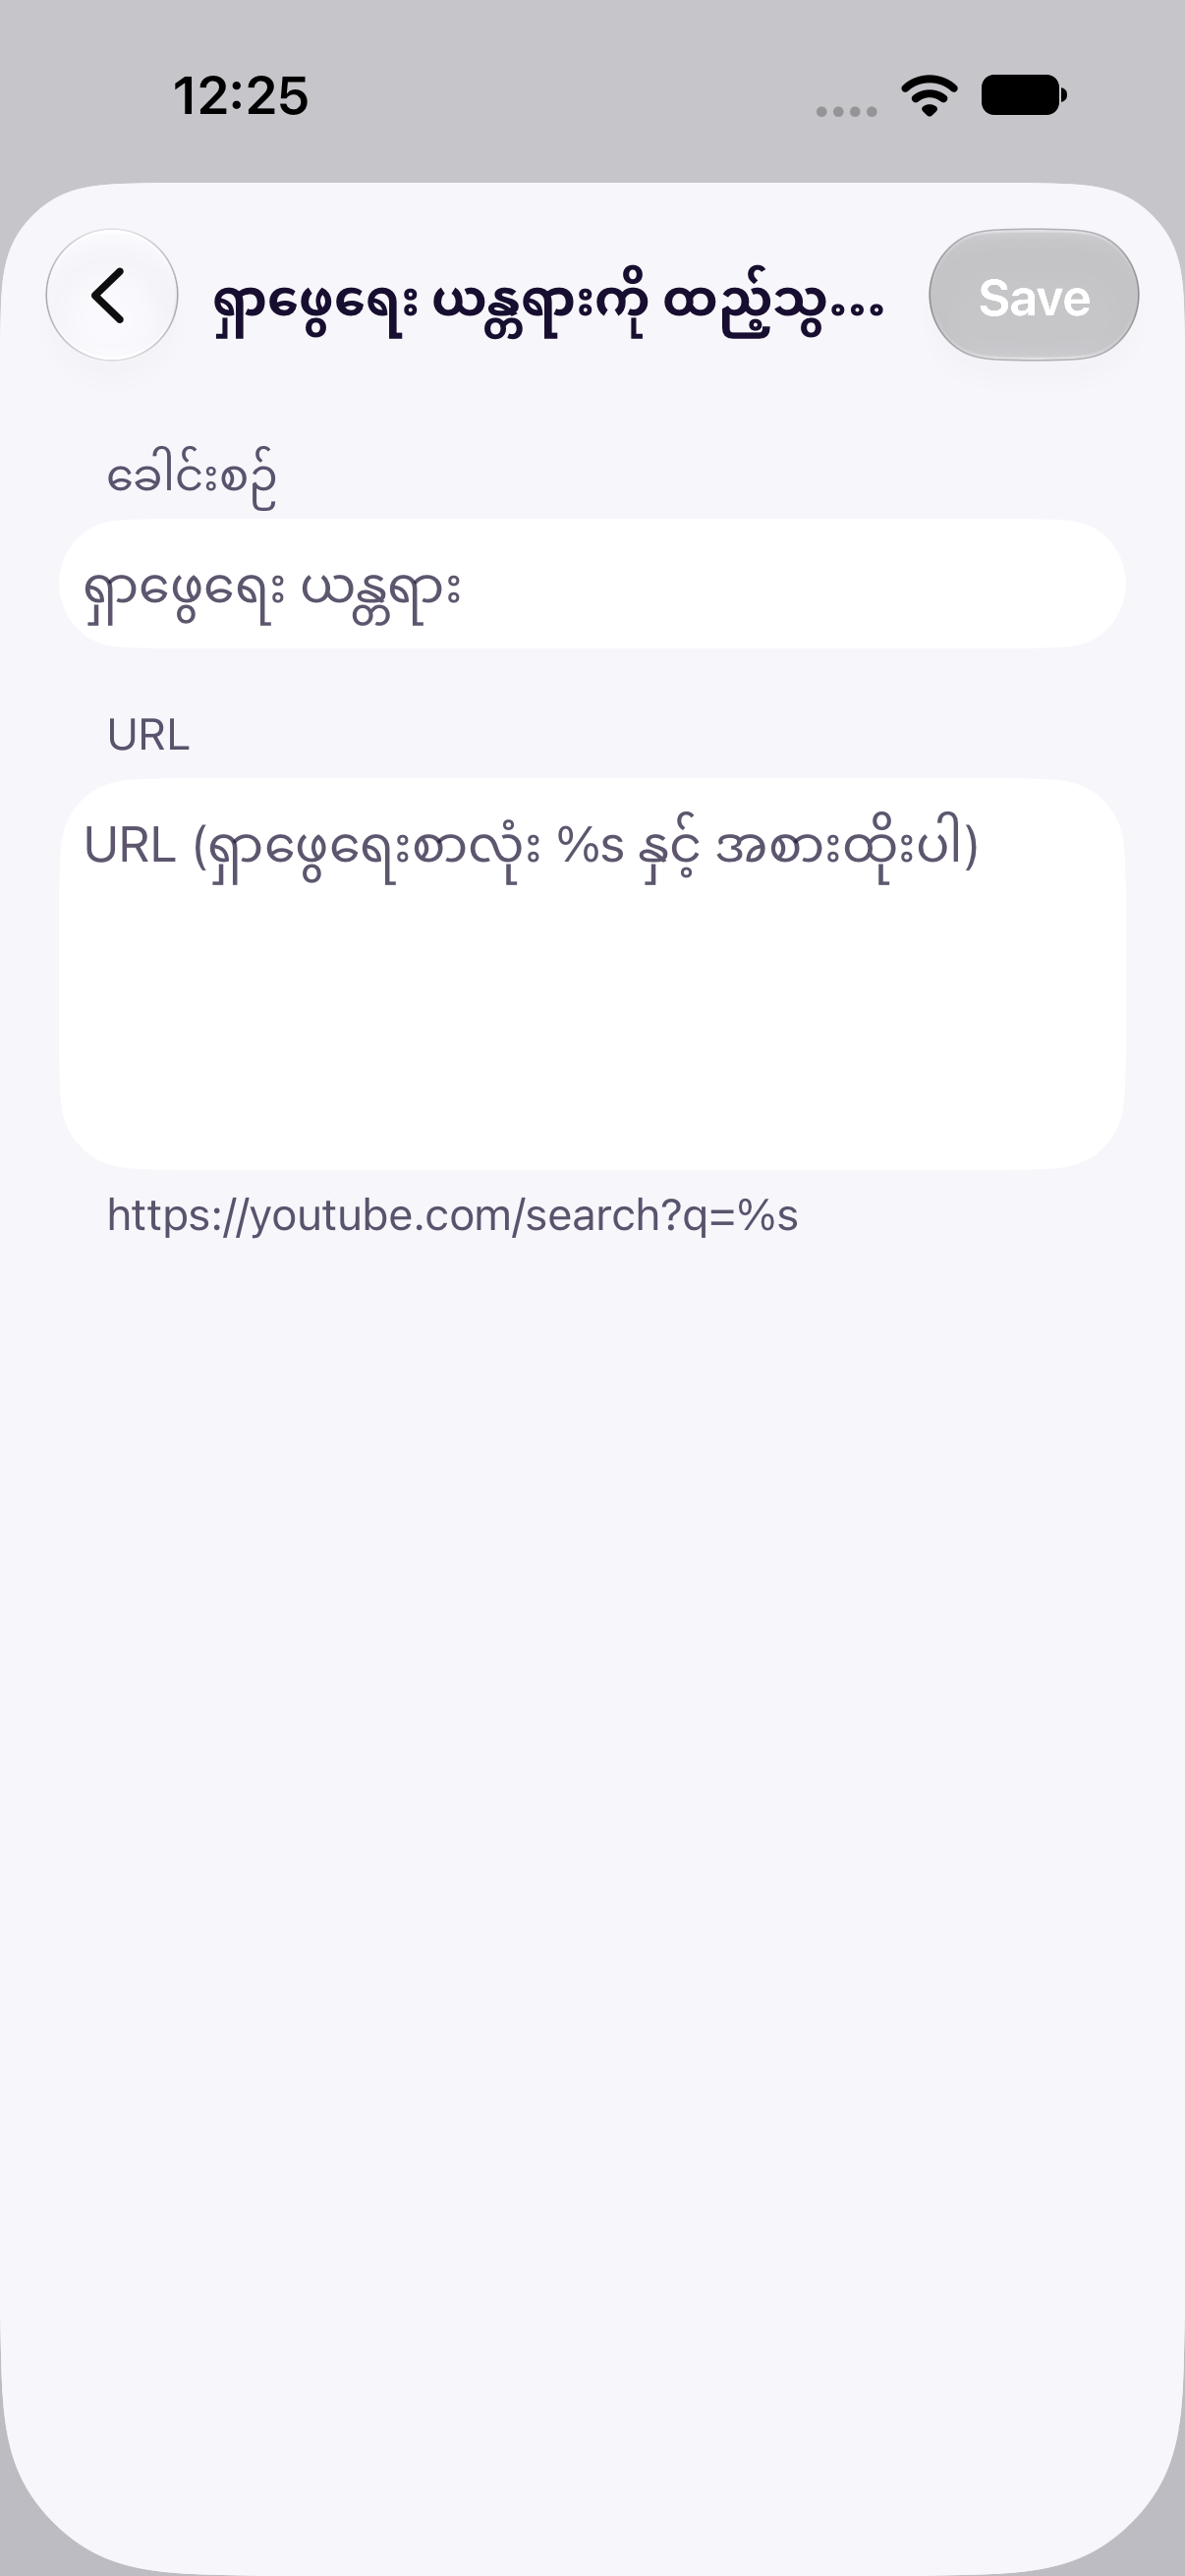 12:25
ရှာဖွေရေး ယန္တရားကို ထည့်သွ...
Save
ခေါင်းစဉ်
ရှာဖွေရေး ယန္တရား
URL
URL (ရှာဖွေရေးစာလုံး %s နှင့် အစားထိုးပါ)
https://youtube.com/search?q=%s